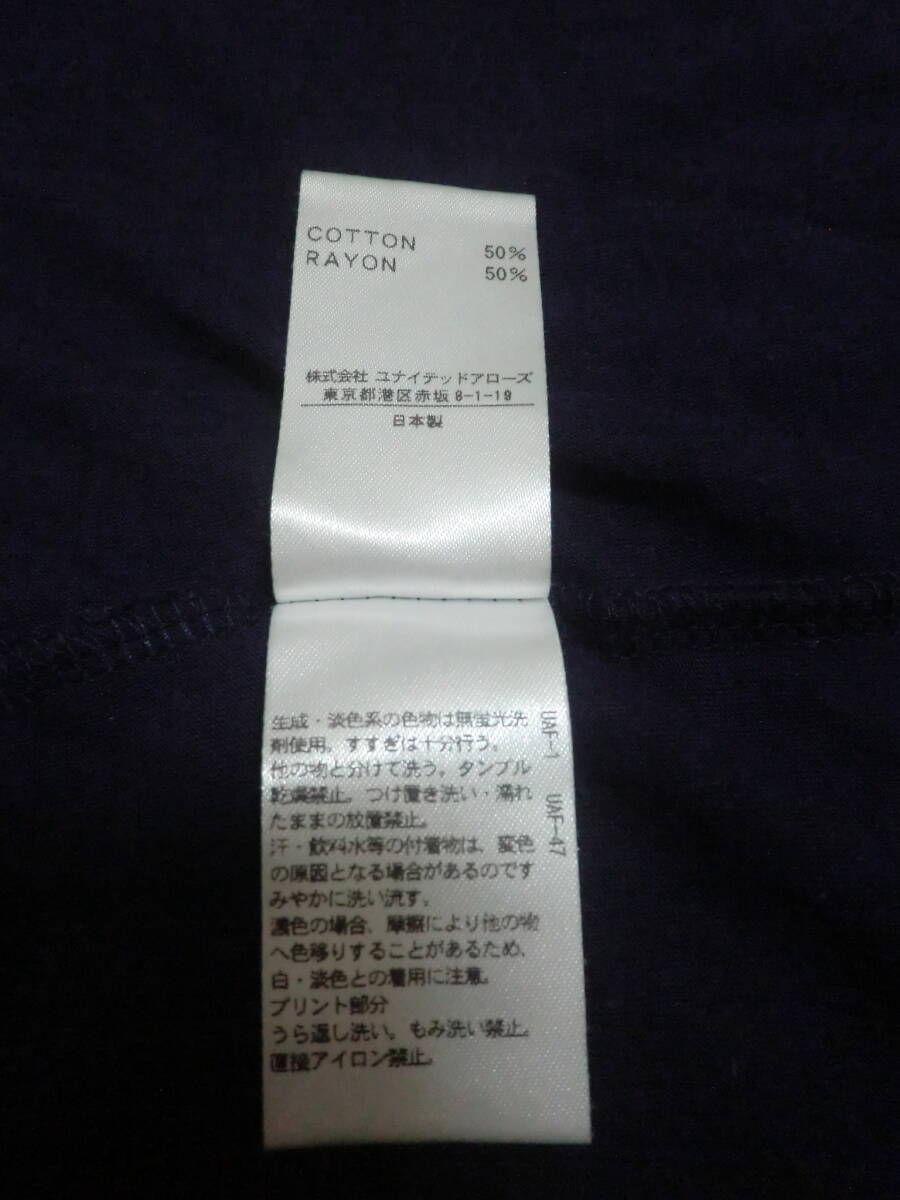 COTTON 50%
RAYON 50%
株式会社 ユナイテッドアローズ
東京都港区赤坂 8-1-19
日本製
生成・淡色系の色物は無蛍光洗
剤使用。すすぎは十分行う。
他の物と分けて洗う。タンブル
乾燥禁止。つけ置き洗い・濡れ
たままの放置禁止。
汗・飲料水等の付着物は、変色
の原因となる場合があるのです
みやかに洗い流す。
濃色の場合、摩擦により他の物
へ色移りすることがあるため、
白・淡色との着用に注意。
プリント部分
うら返し洗い。もみ洗い禁止。
直接アイロン禁止。
UAF-1 UAF-47